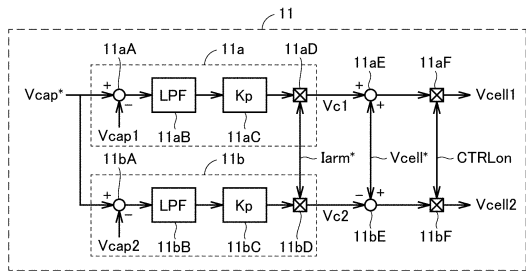 11
11aA 11a 11aD 11aE 11aF
Vcap* + − LPF Kp Vc1 + + Vcell1
Vcap1 11aB 11aC
11bA 11b Iarm* Vcell* CTRLon
+ − LPF Kp Vc2 − + Vcell2
Vcap2 11bB 11bC 11bD 11bE 11bF